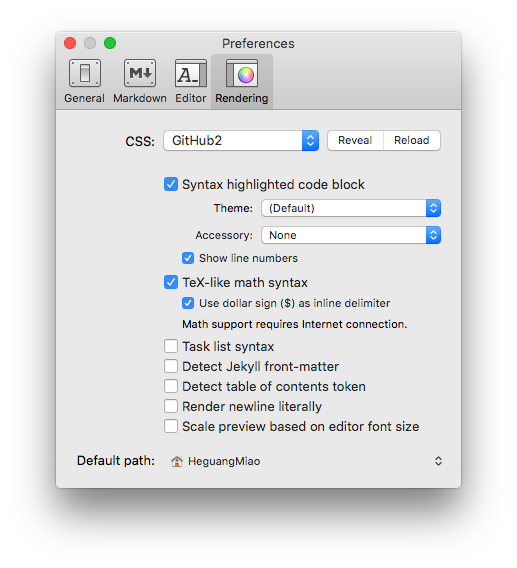 Preferences
General Markdown Editor Rendering
CSS: GitHub2 Reveal Reload
Syntax highlighted code block
Theme: (Default)
Accessory: None
Show line numbers
TeX-like math syntax
Use dollar sign ($) as inline delimiter
Math support requires Internet connection.
Task list syntax
Detect Jekyll front-matter
Detect table of contents token
Render newline literally
Scale preview based on editor font size
Default path: HeguangMiao